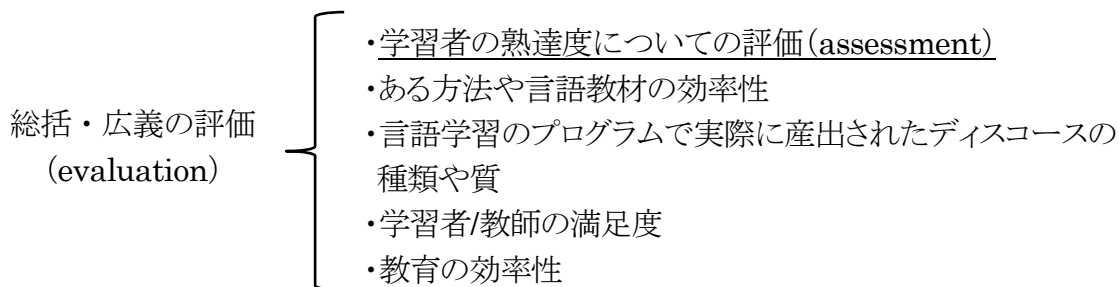 総括・広義の評価
(evaluation)
・学習者の熟達度についての評価(assessment)
・ある方法や言語教材の効率性
・言語学習のプログラムで実際に産出されたディスコースの
種類や質
・学習者/教師の満足度
・教育の効率性